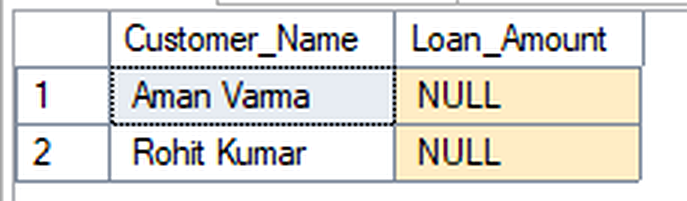 Customer_Name Loan_Amount
1 Aman Varma NULL
2 Rohit Kumar NULL